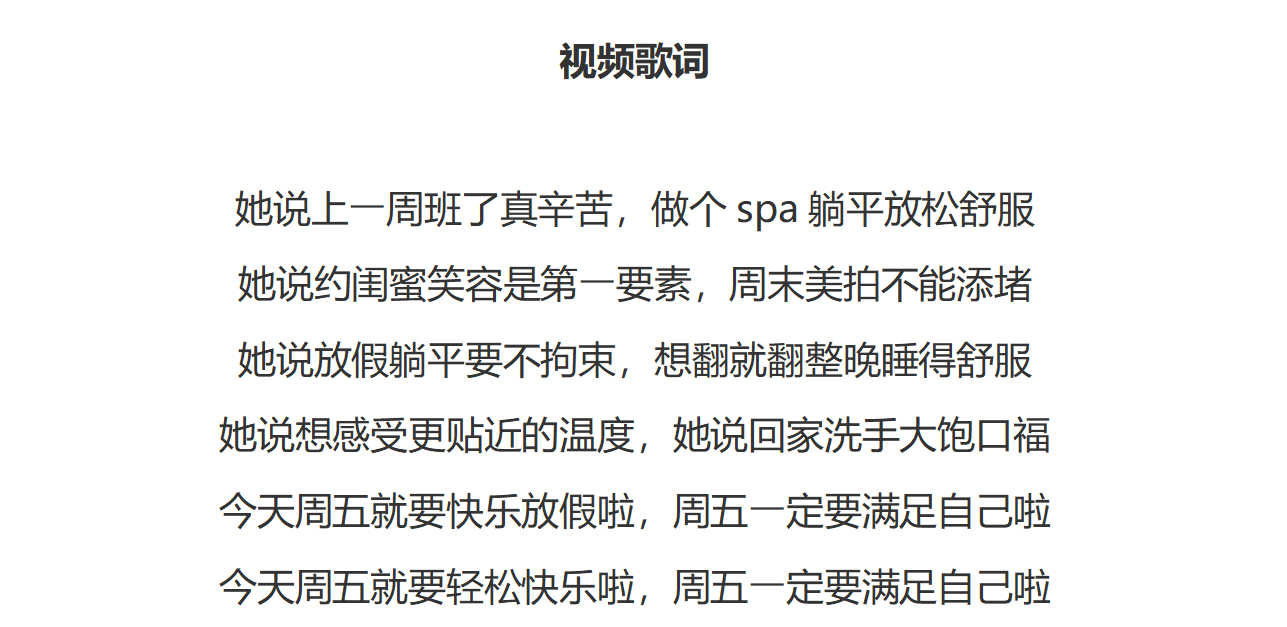 视频歌词
她说上一周班了真辛苦，做个 spa 躺平放松舒服
她说约闺蜜笑容是第一要素，周末美拍不能添堵
她说放假躺平要不拘束，想翻就翻整晚睡得舒服
她说想感受更贴近的温度，她说回家洗手大饱口福
今天周五就要快乐放假啦，周五一定要满足自己啦
今天周五就要轻松快乐啦，周五一定要满足自己啦